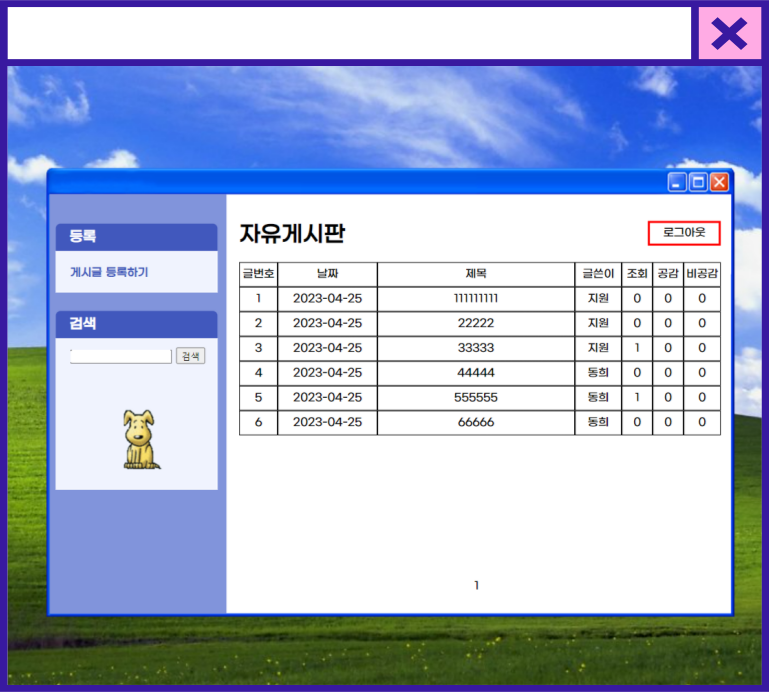 등록
게시글 등록하기
검색
검색
자유게시판
로그아웃
글번호 날짜 제목 글쓴이 조회 공감 비공감
1 2023-04-25 111111111 지원 0 0 0
2 2023-04-25 22222 지원 0 0 0
3 2023-04-25 33333 지원 1 0 0
4 2023-04-25 44444 동희 0 0 0
5 2023-04-25 555555 동희 1 0 0
6 2023-04-25 66666 동희 0 0 0
1